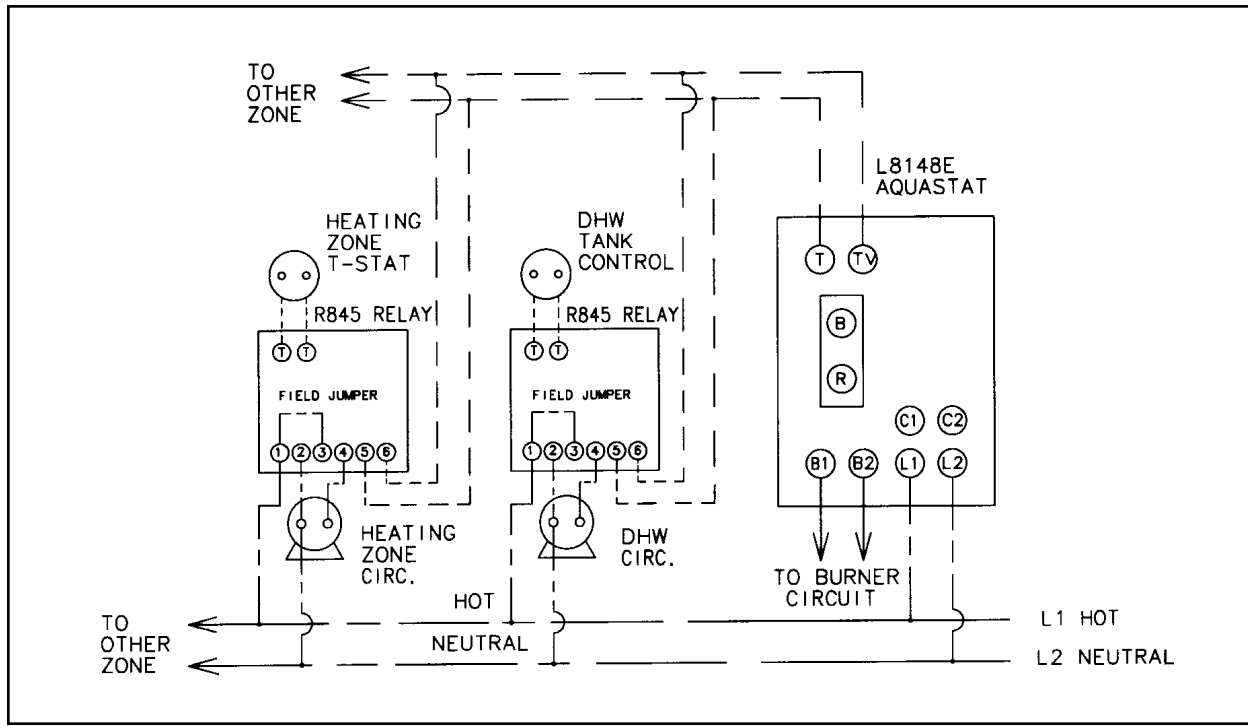 TO
OTHER
ZONE
L8148E
AQUASTAT
HEATING
ZONE
T-STAT
DHW
TANK
CONTROL
T TV
R845 RELAY
R845 RELAY
B
T T
T T
R
FIELD JUMPER
FIELD JUMPER
C1 C2
1 2 3 4 5 6
1 2 3 4 5 6
B1 B2 L1 L2
HEATING
ZONE
CIRC.
DHW
CIRC.
TO BURNER
CIRCUIT
HOT
L1 HOT
TO
OTHER
ZONE
NEUTRAL
L2 NEUTRAL